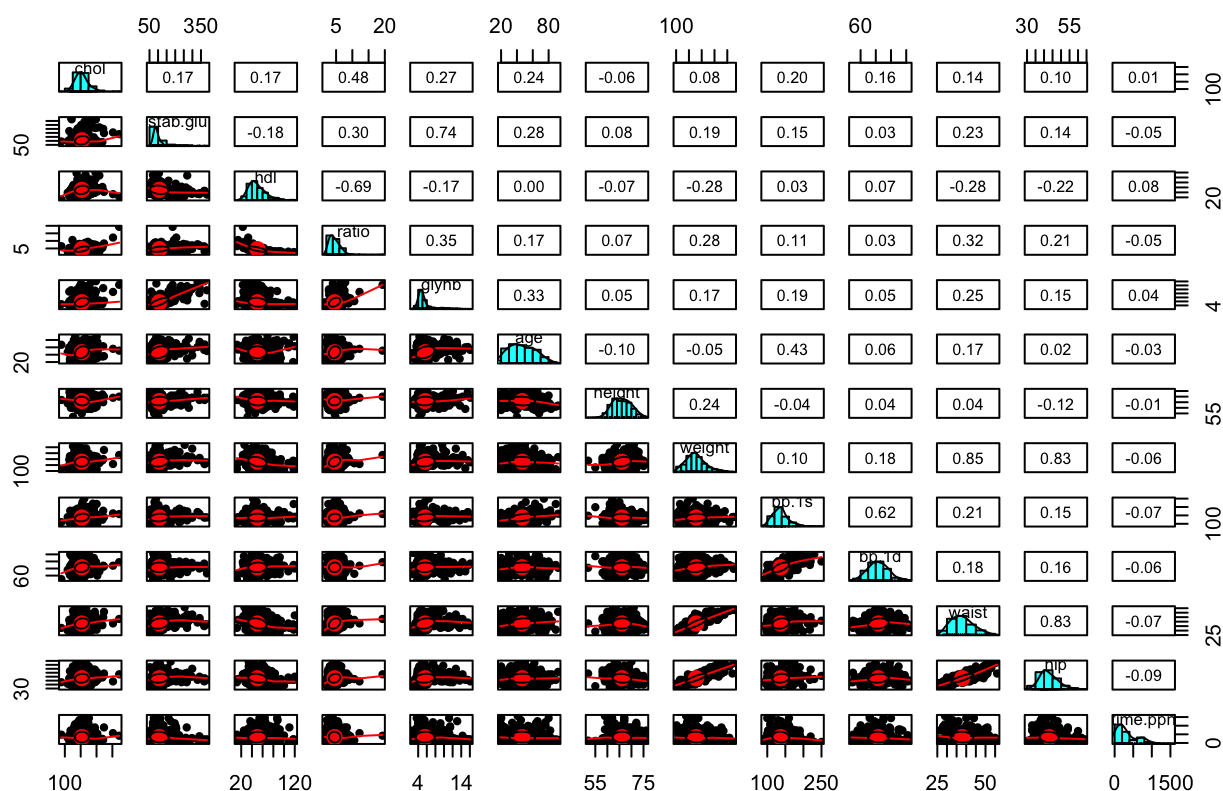 50 350 5 20 20 80 100 60 30 55
chol 0.17 0.17 0.48 0.27 0.24 -0.06 0.08 0.20 0.16 0.14 0.10 0.01 100
50 stab.glu -0.18 0.30 0.74 0.28 0.08 0.19 0.15 0.03 0.23 0.14 -0.05
hdl -0.69 -0.17 0.00 -0.07 -0.28 0.03 0.07 -0.28 -0.22 0.08 20
5 ratio 0.35 0.17 0.07 0.28 0.11 0.03 0.32 0.21 -0.05
glyhb 0.33 0.05 0.17 0.19 0.05 0.25 0.15 0.04 4
20 age -0.10 -0.05 0.43 0.06 0.17 0.02 -0.03
height 0.24 -0.04 0.04 0.04 -0.12 -0.01 55
100 weight 0.10 0.18 0.85 0.83 -0.06
bp.1s 0.62 0.21 0.15 -0.07 100
60 bp.1d 0.18 0.16 -0.06
waist 0.83 -0.07 25
30 hip -0.09
ime.ppn 0
100 20 120 4 14 55 75 100 250 25 50 0 1500